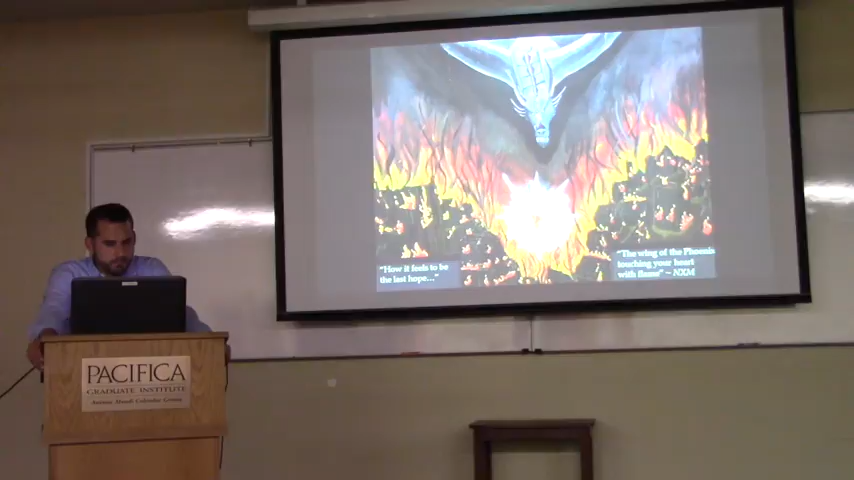 "How it feels to be
the last hope..."
"The wing of the Phoenix
touching your heart
with flame" ~ NXM
PACIFICA
GRADUATE INSTITUTE